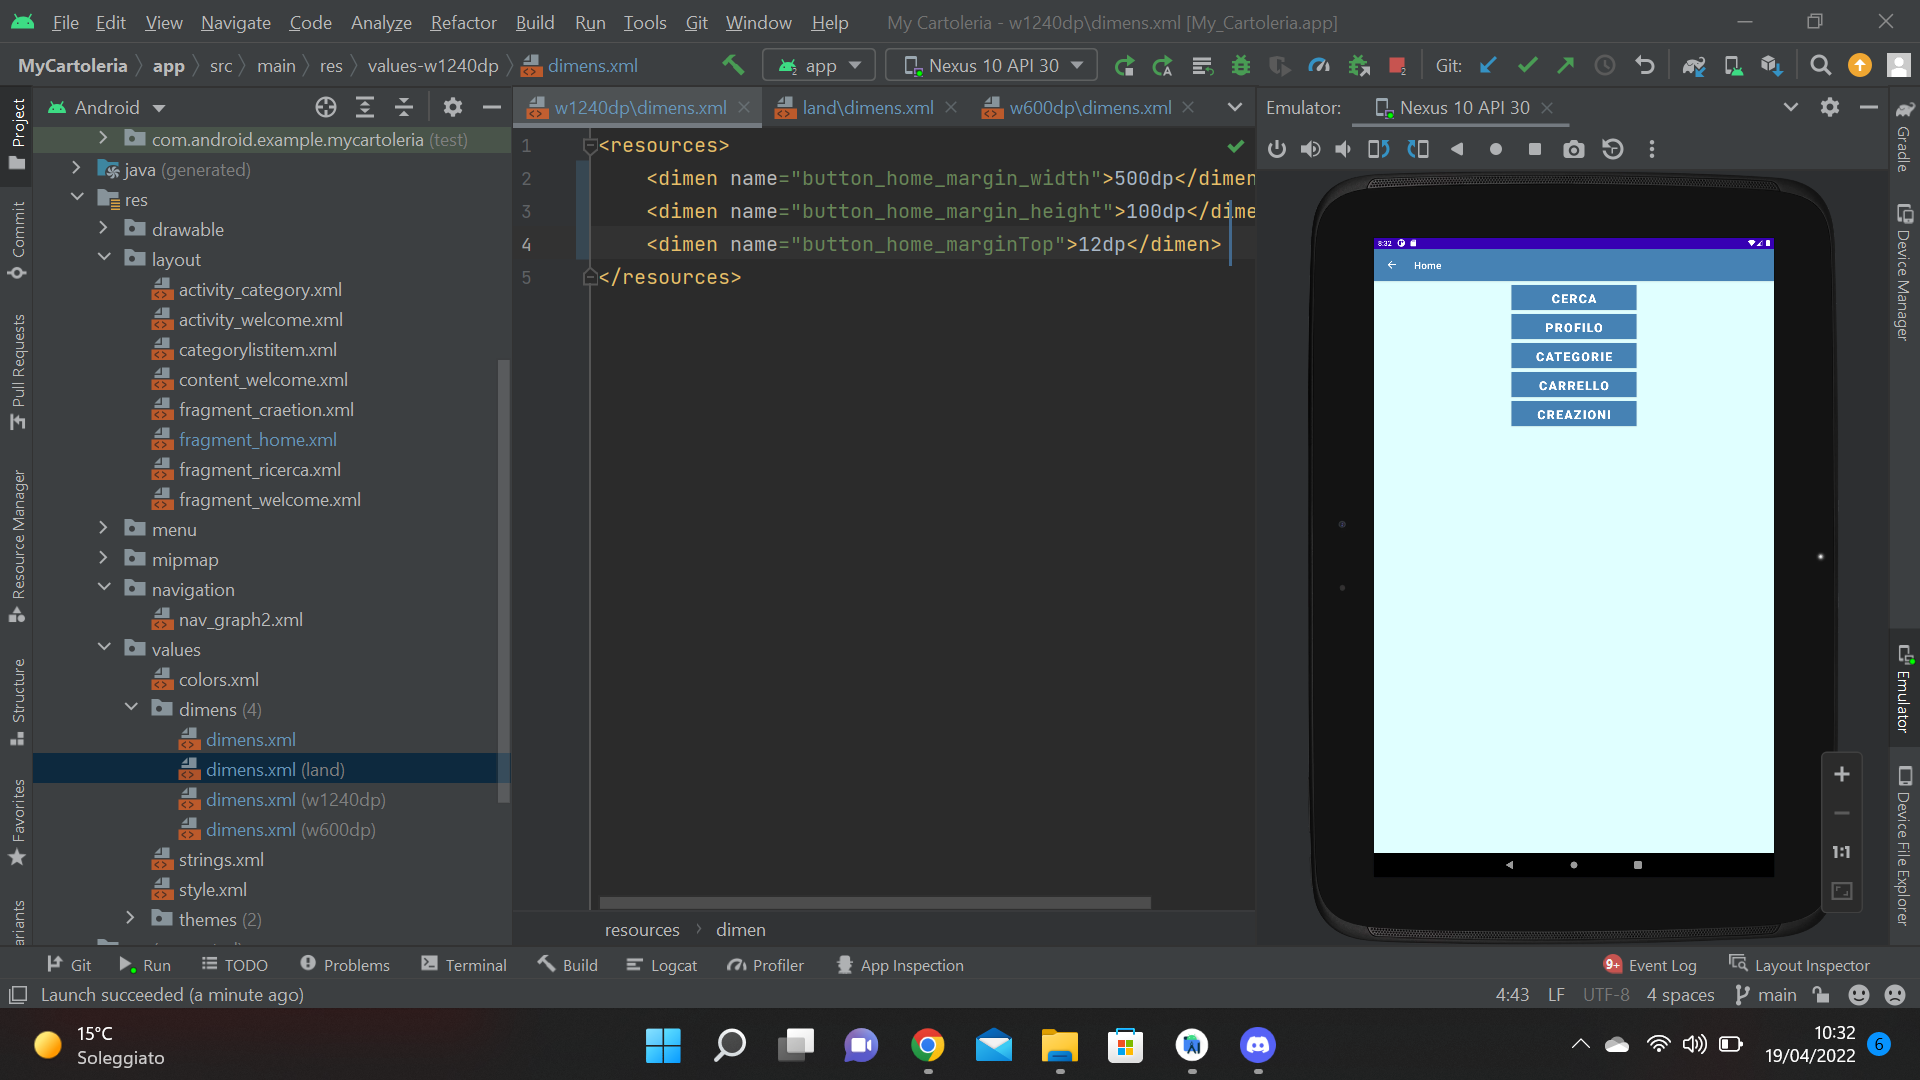 File Edit View Navigate Code Analyze Refactor Build Run Tools Git Window Help My Cartoleria - w1240dp\dimens.xml [My_Cartoleria.app]
MyCartoleria app src main res values-w1240dp dimens.xml app Nexus 10 API 30 2 Git:
Android w1240dp\dimens.xml land\dimens.xml w600dp\dimens.xml Emulator: Nexus 10 API 30
com.android.example.mycartoleria (test)
java (generated)
res
drawable
layout
activity_category.xml
activity_welcome.xml
categorylistitem.xml
content_welcome.xml
fragment_craetion.xml
fragment_home.xml
fragment_ricerca.xml
fragment_welcome.xml
menu
mipmap
navigation
nav_graph2.xml
values
colors.xml
dimens (4)
dimens.xml
dimens.xml (land)
dimens.xml (w1240dp)
dimens.xml (w600dp)
strings.xml
style.xml
themes (2)
1 <resources>
2 <dimen name="button_home_margin_width">500dp</dimen
3 <dimen name="button_home_margin_height">100dp</dime
4 <dimen name="button_home_marginTop">12dp</dimen>
5 </resources>
resources dimen
8:32
Home
CERCA
PROFILO
CATEGORIE
CARRELLO
CREAZIONI
1:1
Project
Commit
Pull Requests
Resource Manager
Structure
Favorites
ariants
Gradle
Device Manager
Emulator
Device File Explorer
Git Run TODO Problems Terminal Build Logcat Profiler App Inspection 9+ Event Log Layout Inspector
Launch succeeded (a minute ago) 4:43 LF UTF-8 4 spaces main
15°C
Soleggiato
10:32
19/04/2022
6